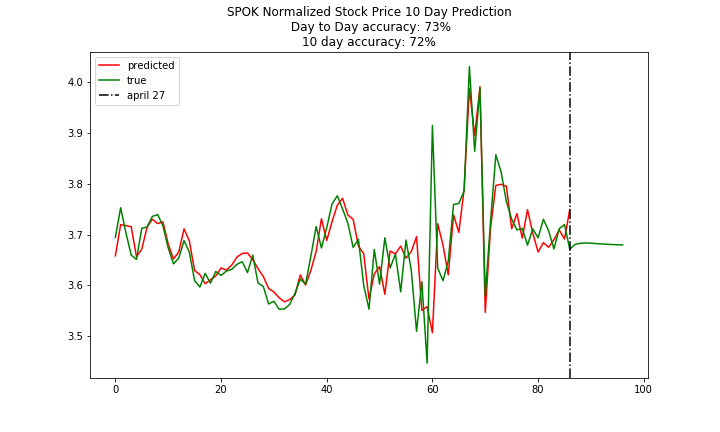 SPOK Normalized Stock Price 10 Day Prediction
Day to Day accuracy: 73%
10 day accuracy: 72%
predicted
true
april 27
4.0
3.9
3.8
3.7
3.6
3.5
0 20 40 60 80 100